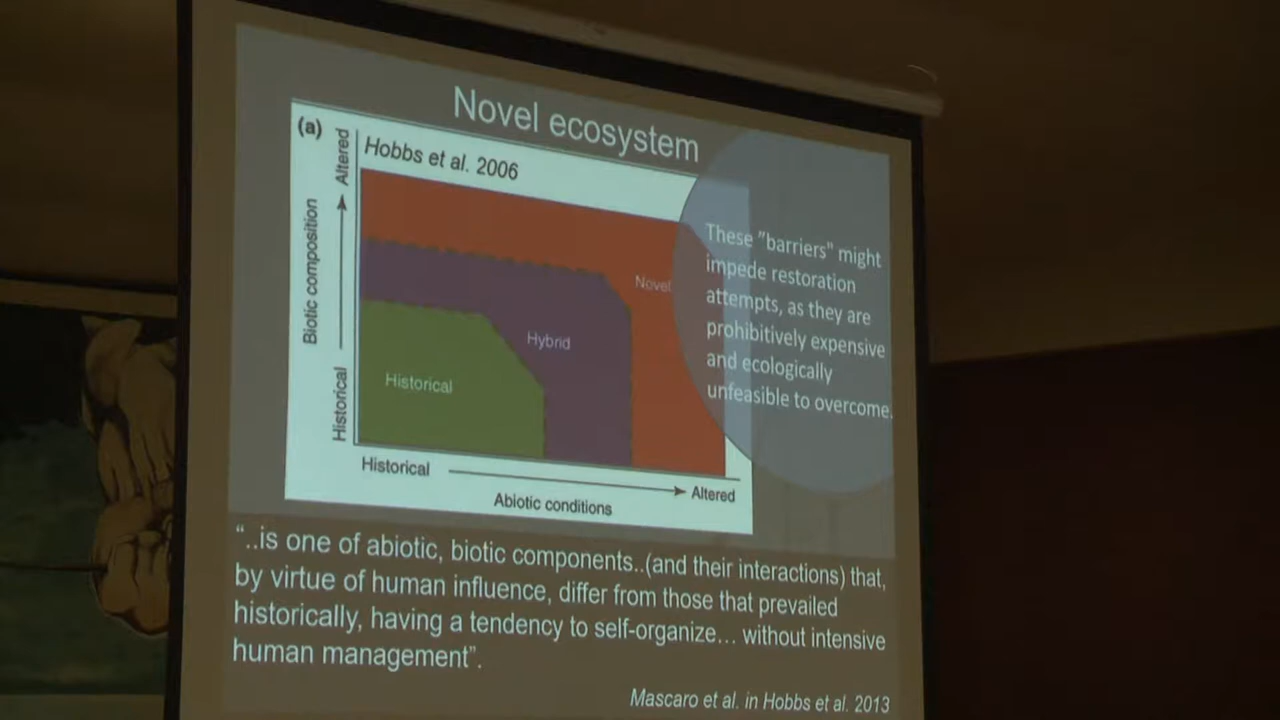 Novel ecosystem
(a)
Hobbs et al. 2006
Altered
Biotic composition
Historical
Novel
Hybrid
Historical
Historical
Altered
Abiotic conditions
These "barriers" might
impede restoration
attempts, as they are
prohibitively expensive
and ecologically
unfeasible to overcome.
“..is one of abiotic, biotic components..(and their interactions) that,
by virtue of human influence, differ from those that prevailed
historically, having a tendency to self-organize... without intensive
human management”.
Mascaro et al. in Hobbs et al. 2013